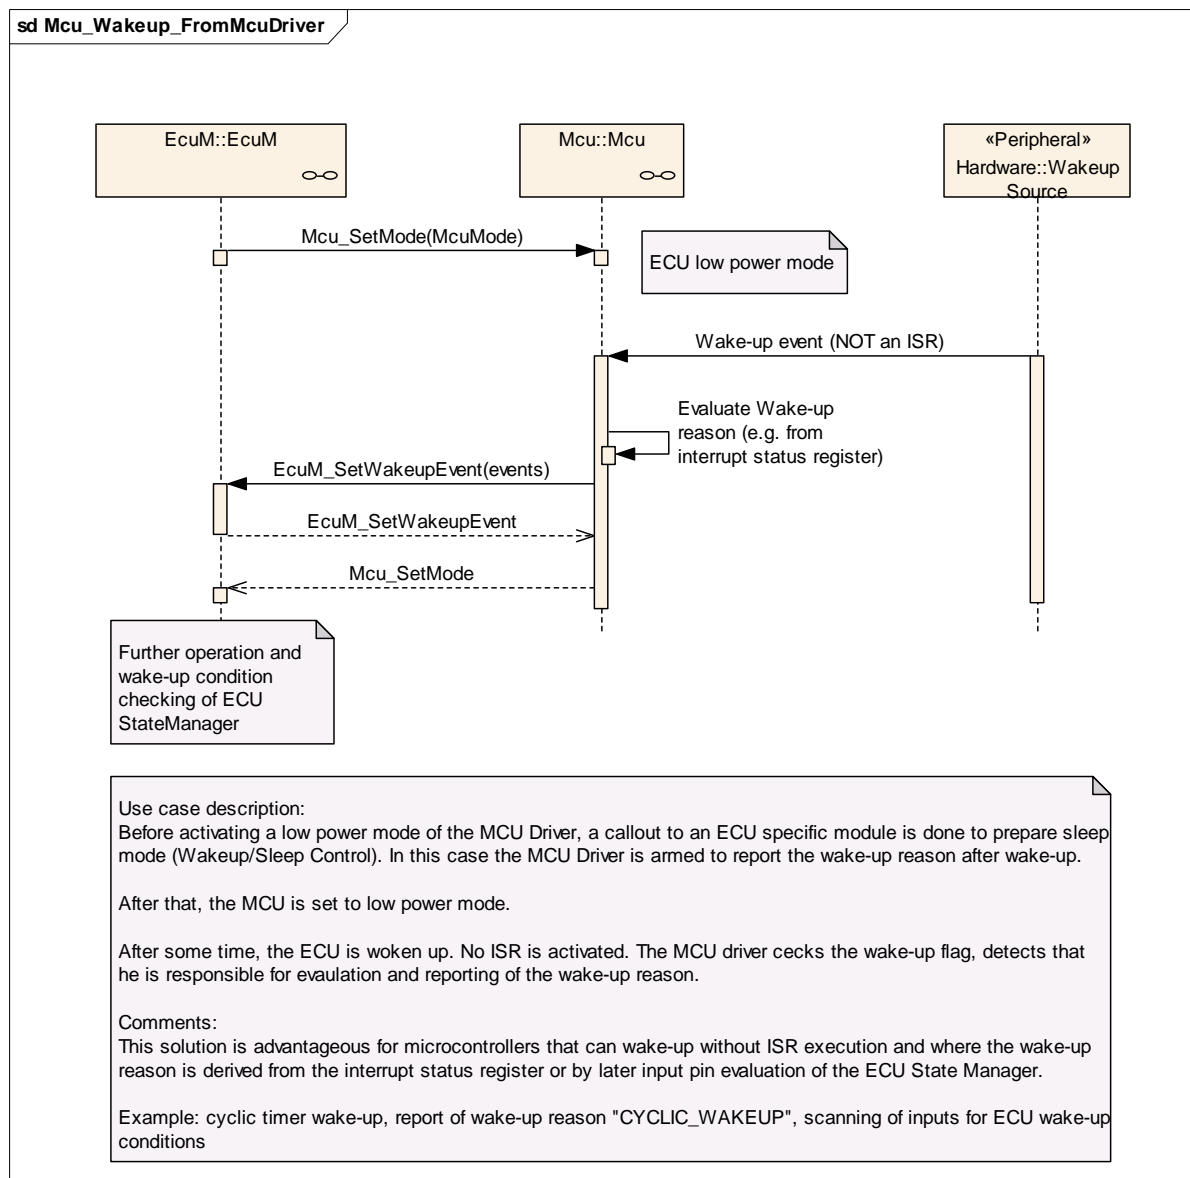 sd Mcu_Wakeup_FromMcuDriver
EcuM::EcuM
Mcu::Mcu
«Peripheral»
Hardware::Wakeup
Source
Mcu_SetMode(McuMode)
ECU low power mode
Wake-up event (NOT an ISR)
Evaluate Wake-up
reason (e.g. from
interrupt status register)
EcuM_SetWakeupEvent(events)
EcuM_SetWakeupEvent
Mcu_SetMode
Further operation and
wake-up condition
checking of ECU
StateManager
Use case description:
Before activating a low power mode of the MCU Driver, a callout to an ECU specific module is done to prepare sleep
mode (Wakeup/Sleep Control). In this case the MCU Driver is armed to report the wake-up reason after wake-up.
After that, the MCU is set to low power mode.
After some time, the ECU is woken up. No ISR is activated. The MCU driver cecks the wake-up flag, detects that
he is responsible for evaulation and reporting of the wake-up reason.
Comments:
This solution is advantageous for microcontrollers that can wake-up without ISR execution and where the wake-up
reason is derived from the interrupt status register or by later input pin evaluation of the ECU State Manager.
Example: cyclic timer wake-up, report of wake-up reason "CYCLIC_WAKEUP", scanning of inputs for ECU wake-up
conditions